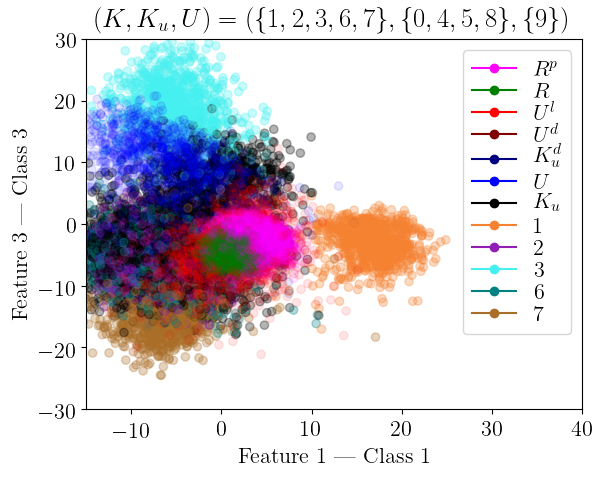 (K, K_u, U) = ({1, 2, 3, 6, 7}, {0, 4, 5, 8}, {9})
30
20
10
0
−10
−20
−30
Feature 3 — Class 3
−10
0
10
20
30
40
Feature 1 — Class 1
R^p
R
U^l
U^d
K_u^d
U
K_u
1
2
3
6
7